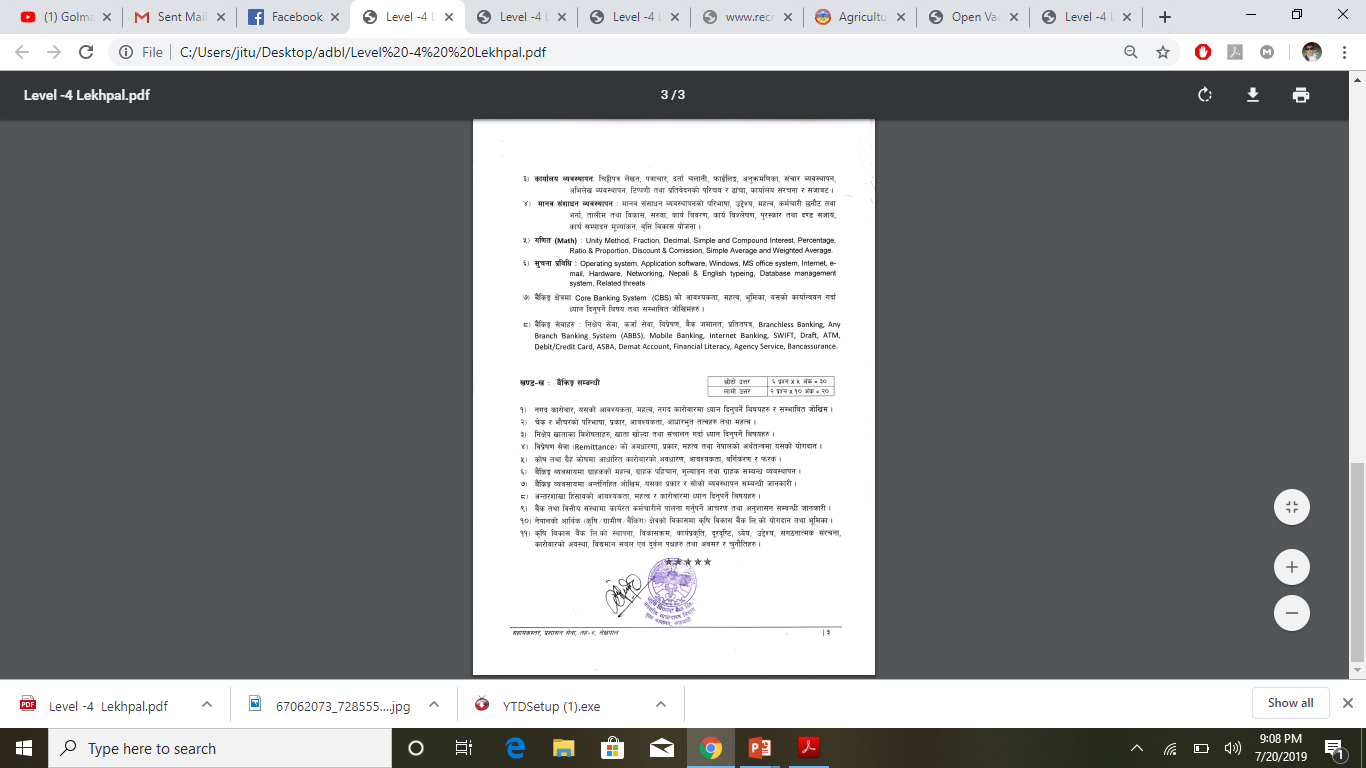 (1) Golma
Sent Mail
Facebook
Level -4 L
Level -4 L
Level -4 L
www.recr
Agricultu
Open Vac
Level -4 L
File
C:/Users/jitu/Desktop/adbl/Level%20-4%20%20Lekhpal.pdf
Level -4 Lekhpal.pdf
3 / 3
३) कार्यालय व्यवस्थापनः चिठ्ठीपत्र लेखन, पत्राचार, दर्ता चलानी, फाईलिङ्ग, अनुक्रमणिका, संचार व्यवस्थापन,
अभिलेख व्यवस्थापन, टिप्पणी तथा प्रतिवेदनको परिचय र ढाचा, कार्यालय संरचना र सजावट ।
४) मानव संशाधन व्यवस्थापन : मानव संसाधन व्यवस्थापनको परिभाषा, उद्देश्य, महत्व, कर्मचारी छनौट तथा
भर्ना, तालीम तथा विकास, सरुवा, कार्य विवरण, कार्य विश्लेषण, पुरस्कार तथा दण्ड सजाय,
कार्य सम्पादन मूल्यांकन, वृत्ति विकास योजना ।
५) गणित (Math) : Unity Method, Fraction, Decimal, Simple and Compound Interest, Percentage,
Ratio & Proportion, Discount & Comission, Simple Average and Weighted Average.
६) सुचना प्रविधि : Operating system, Application software, Windows, MS office system, Internet, e-
mail, Hardware, Networking, Nepali & English typeing, Database management
system, Related threats
७) बैंकिङ्ग क्षेत्रमा Core Banking System (CBS) को आवश्यकता, महत्व, भूमिका, यसको कार्यान्वयन गर्दा
ध्यान दिनुपर्ने विषय तथा सम्भावित जोखिमहरु ।
८) बैंकिङ्ग सेवाहरु : निक्षेप सेवा, कर्जा सेवा, विप्रेषण, बैंक जमानत, प्रतितपत्र, Branchless Banking, Any
Branch Banking System (ABBS), Mobile Banking, Internet Banking, SWIFT, Draft, ATM,
Debit/Credit Card, ASBA, Demat Account, Financial Literacy, Agency Service, Bancassurance.
खण्ड-ख : बैंकिङ्ग सम्बन्धी
छोटो उत्तर ६ प्रश्न x ५ अंक = ३०
लामो उत्तर २ प्रश्न x १० अंक = २०
१) नगद कारोवार, यसको आवश्यकता, महत्व, नगद कारोवारमा ध्यान दिनुपर्ने विषयहरु र सम्भावित जोखिम ।
२) चेक र भौचरको परिभाषा, प्रकार, आवश्यकता, आधारभुत तत्वहरु तथा महत्व ।
३) निक्षेप खाताका विशेषताहरु, खाता खोल्दा तथा संचालन गर्दा ध्यान दिनुपर्ने विषयहरु ।
४) विप्रेषण सेवा (Remittance) को अवधारणा, प्रकार, महत्व तथा नेपालको अर्थतन्त्रमा यसको योगदान ।
५) कोष तथा गैह्र कोषमा आधारित कारोवारको अवधारण, आवश्यकता, वर्गिकरण र फरक ।
६) बैंकिङ्ग व्यवसायमा ग्राहकको महत्व, ग्राहक पहिचान, मूल्याङ्कन तथा ग्राहक सम्बन्ध व्यवस्थापन ।
७) बैंकिङ्ग व्यवसायमा अर्न्तनिहित जोखिम, यसका प्रकार र सोको व्यवस्थापन सम्बन्धी जानकारी ।
८) अन्तरशाखा हिसाबको आवश्यकता, महत्व र कारोवारमा ध्यान दिनुपर्ने विषयहरु ।
९) बैंक तथा वित्तीय संस्थामा कार्यरत कर्मचारीले पालना गर्नुपर्ने आचरण तथा अनुशासन सम्बन्धी जानकारी ।
१०) नेपालको आर्थिक (कृषि/ग्रामीण/बैंकिंग) क्षेत्रको विकासमा कृषि विकास बैंक लि.को योगदान तथा भूमिका ।
११) कृषि विकास बैंक लि.को स्थापना, विकासक्रम, कार्यप्रकृति, दूरदृष्टि, ध्येय, उद्देश्य, संगठनात्मक संरचना,
कारोवारको अवस्था, विद्यमान सवल एवं दुर्वल पक्षहरु तथा अवसर र चुनौतिहरु ।
सहायकस्तर, प्रशासन सेवा, तह-४, लेखपाल
| ३
Level -4 Lekhpal.pdf
67062073_728555....jpg
YTDSetup (1).exe
Show all
Type here to search
9:08 PM
7/20/2019
1